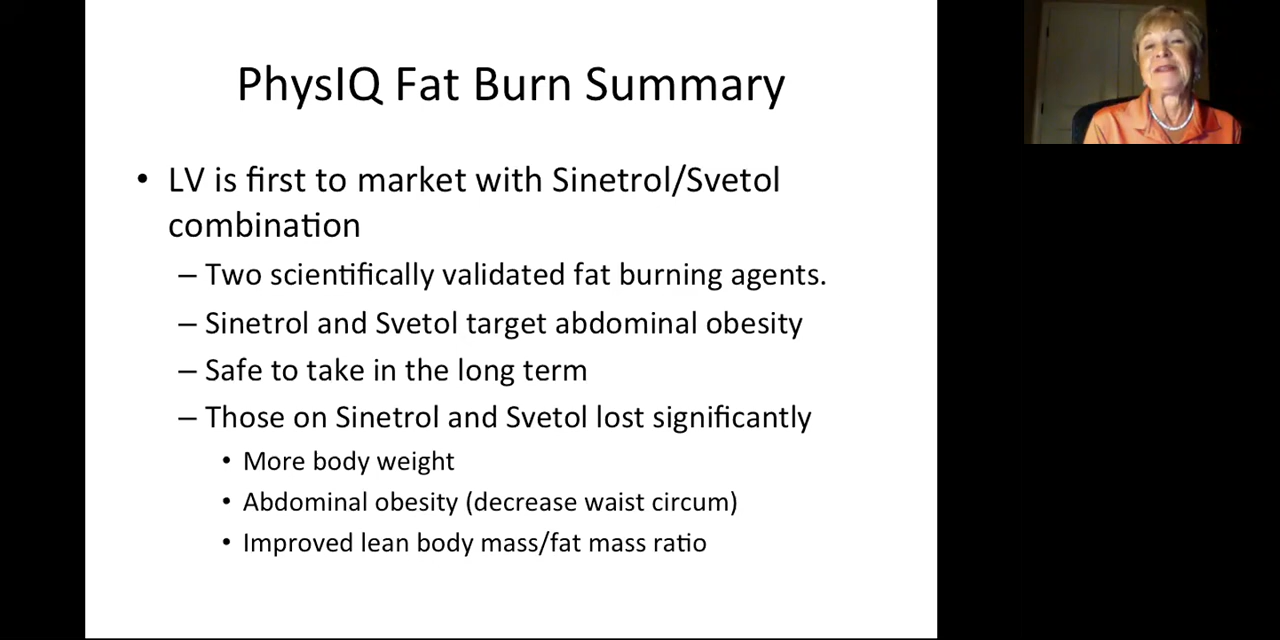 PhysIQ Fat Burn Summary
• LV is first to market with Sinetrol/Svetol
combination
– Two scientifically validated fat burning agents.
– Sinetrol and Svetol target abdominal obesity
– Safe to take in the long term
– Those on Sinetrol and Svetol lost significantly
• More body weight
• Abdominal obesity (decrease waist circum)
• Improved lean body mass/fat mass ratio